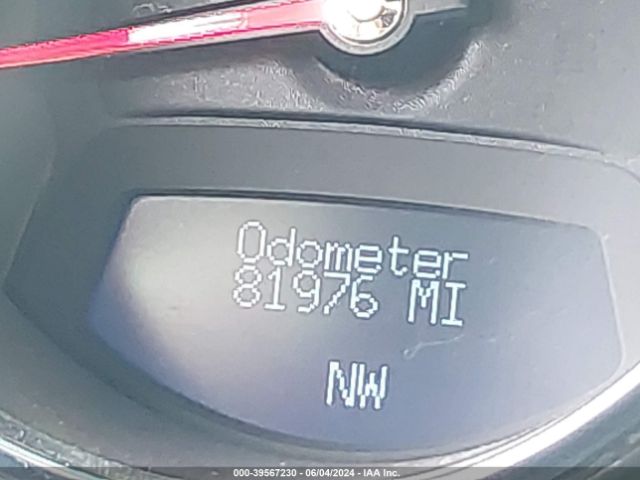 Odometer
81976 MI
NW
000-39567230 - 06/04/2024 - IAA Inc.